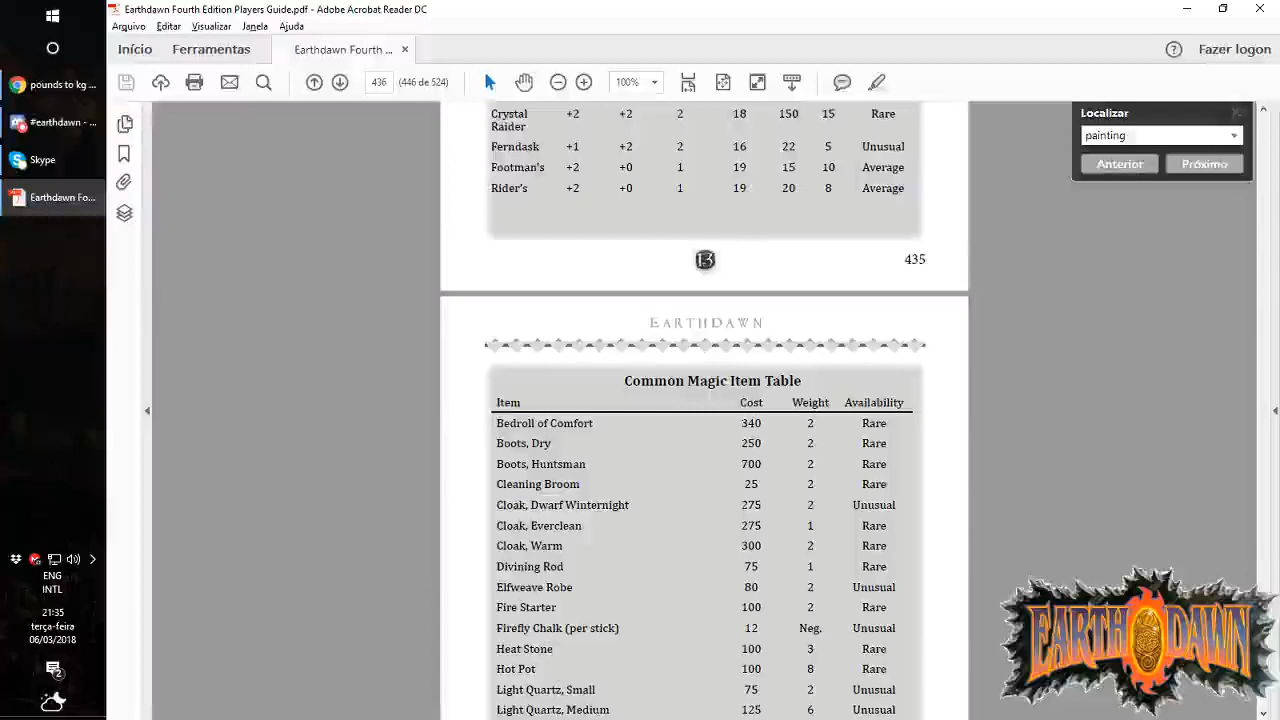 Earthdawn Fourth Edition Players Guide.pdf - Adobe Acrobat Reader DC
Arquivo Editar Visualizar Janela Ajuda
Início Ferramentas Earthdawn Fourth ... × Fazer logon
436 (446 de 524) 100%
pounds to kg ...
#earthdawn - ...
Skype
Earthdawn Fo...
Localizar
painting
Anterior Próximo
Crystal Raider +2 +2 2 18 150 15 Rare
Ferndask +1 +2 2 16 22 5 Unusual
Footman's +2 +0 1 19 15 10 Average
Rider's +2 +0 1 19 20 8 Average
13 435
EARTHDAWN
Common Magic Item Table
Item Cost Weight Availability
Bedroll of Comfort 340 2 Rare
Boots, Dry 250 2 Rare
Boots, Huntsman 700 2 Rare
Cleaning Broom 25 2 Rare
Cloak, Dwarf Winternight 275 2 Unusual
Cloak, Everclean 275 1 Rare
Cloak, Warm 300 2 Rare
Divining Rod 75 1 Rare
Elfweave Robe 80 2 Unusual
Fire Starter 100 2 Rare
Firefly Chalk (per stick) 12 Neg. Unusual
Heat Stone 100 3 Rare
Hot Pot 100 8 Rare
Light Quartz, Small 75 2 Unusual
Light Quartz, Medium 125 6 Unusual
ENG
INTL
21:35
terça-feira
06/03/2018
2
EARTHDAWN